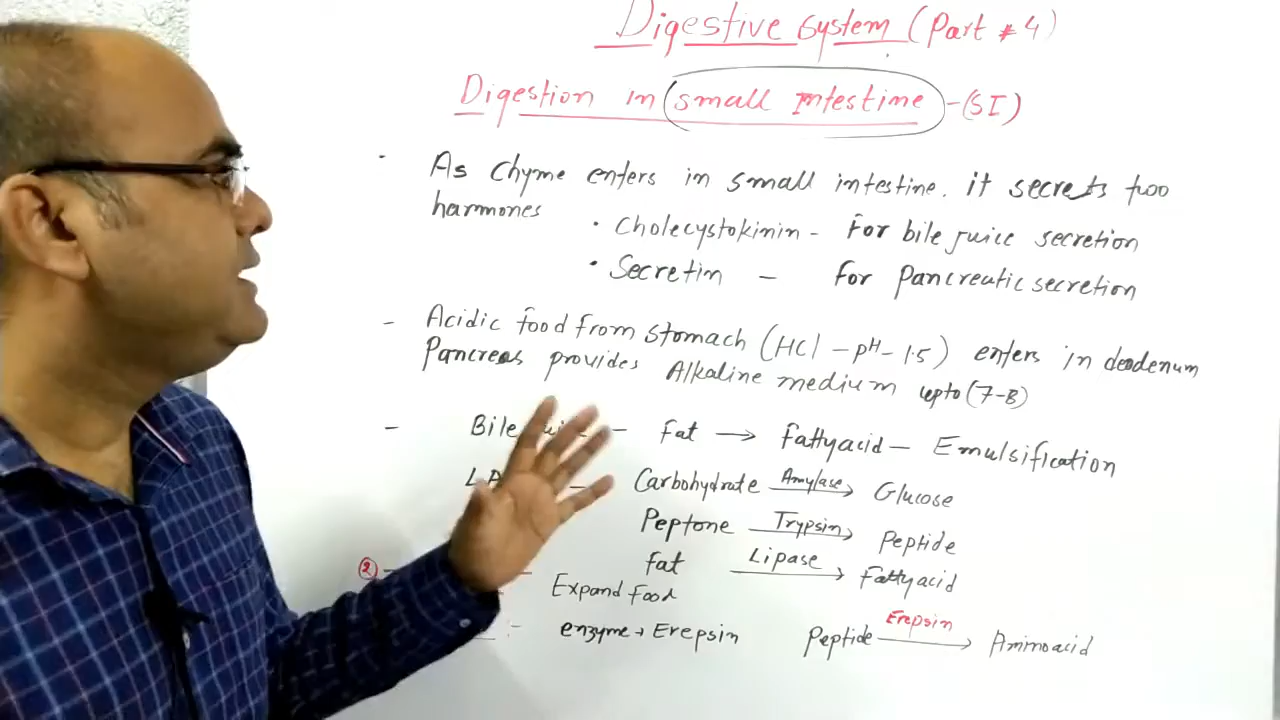 Digestive System (Part # 4)
Digestion in small intestine - (SI)
As Chyme enters in small intestine. it secrets two
harmones
• Cholecystokinin - For bile juice secretion
• Secretin - for Pancreatic secretion
- Acidic food from stomach (HCl - pH - 1.5) enters in deodenum
Pancreas provides Alkaline medium upto (7-8)
- Bile - Fat → Fattyacid - Emulsification
Carbohydrate Amylase → Glucose
Peptone Trypsin → Peptide
fat Lipase → Fattyacid
2
Expand food
enzyme + Erepsin Peptide Erepsin → Aminoacid